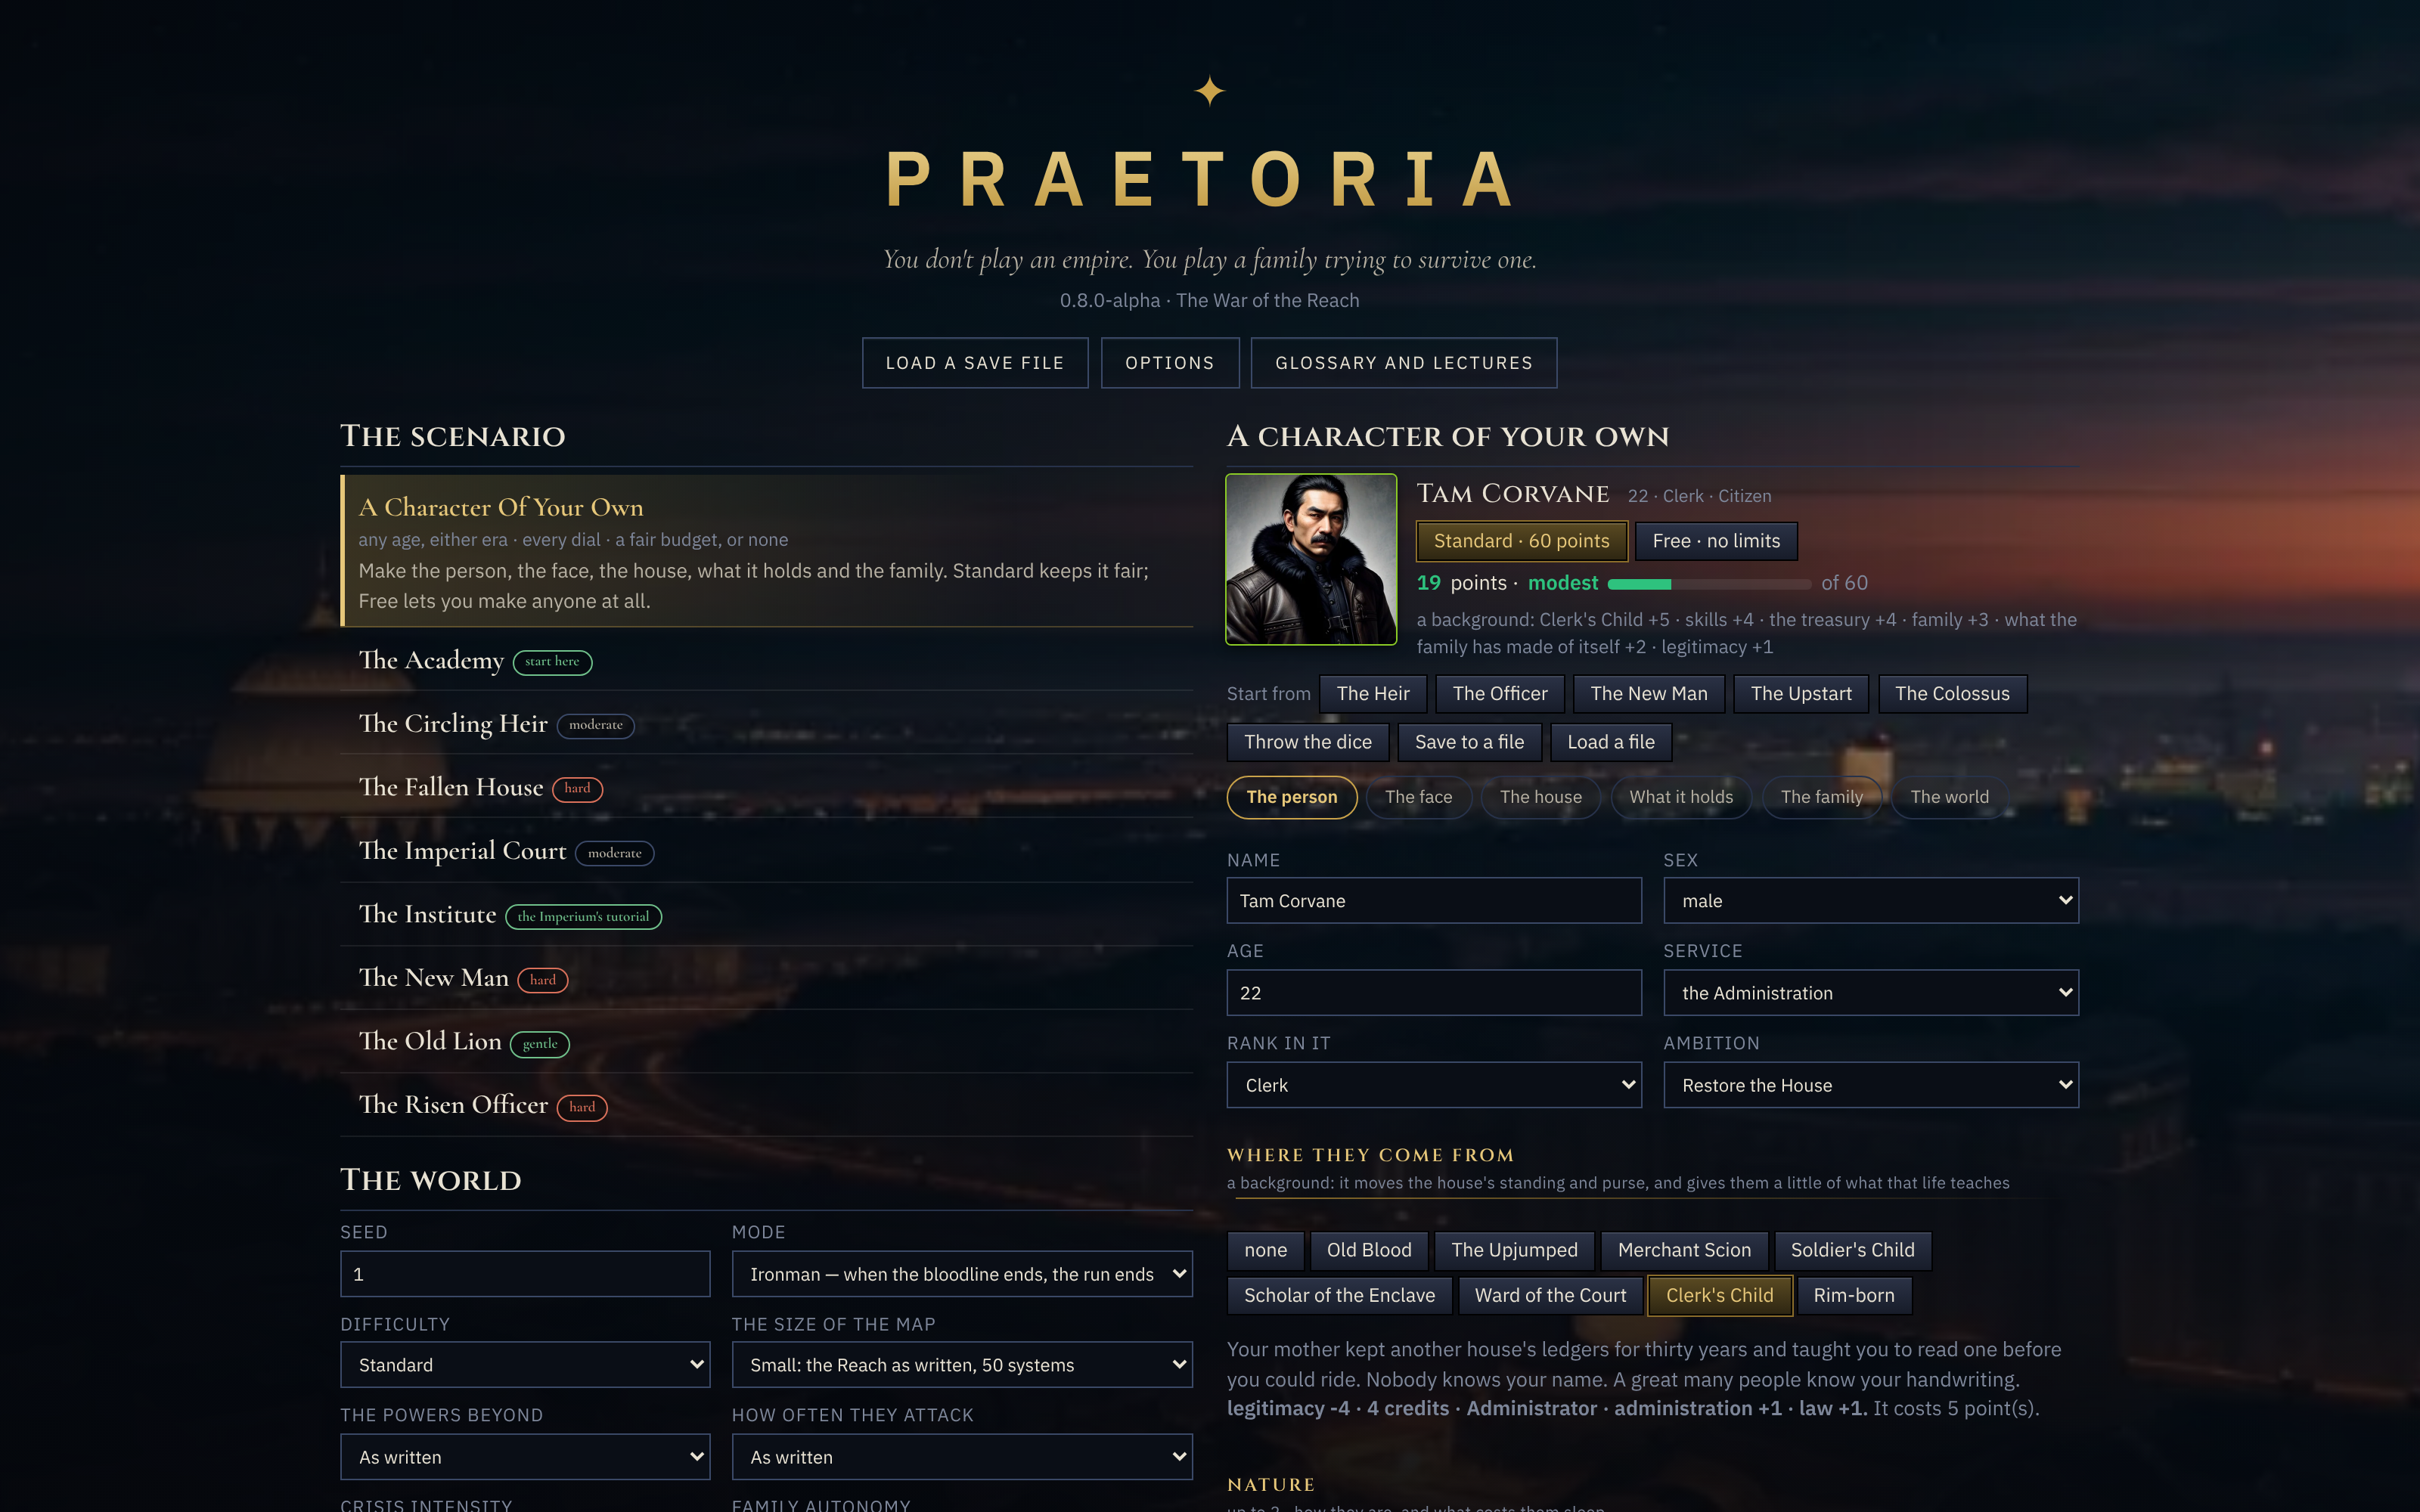 PRAETORIA
You don't play an empire. You play a family trying to survive one.
0.8.0-alpha · The War of the Reach
LOAD A SAVE FILE
OPTIONS
GLOSSARY AND LECTURES
THE SCENARIO
A Character Of Your Own
any age, either era · every dial · a fair budget, or none
Make the person, the face, the house, what it holds and the family. Standard keeps it fair;
Free lets you make anyone at all.
The Academy start here
The Circling Heir moderate
The Fallen House hard
The Imperial Court moderate
The Institute the Imperium's tutorial
The New Man hard
The Old Lion gentle
The Risen Officer hard
THE WORLD
SEED
1
MODE
Ironman — when the bloodline ends, the run ends
DIFFICULTY
Standard
THE SIZE OF THE MAP
Small: the Reach as written, 50 systems
THE POWERS BEYOND
As written
HOW OFTEN THEY ATTACK
As written
CRISIS INTENSITY
FAMILY AUTONOMY
A CHARACTER OF YOUR OWN
TAM CORVANE 22 · Clerk · Citizen
Standard · 60 points
Free · no limits
19 points · modest of 60
a background: Clerk's Child +5 · skills +4 · the treasury +4 · family +3 · what the
family has made of itself +2 · legitimacy +1
Start from The Heir The Officer The New Man The Upstart The Colossus
Throw the dice Save to a file Load a file
The person The face The house What it holds The family The world
NAME
Tam Corvane
SEX
male
AGE
22
SERVICE
the Administration
RANK IN IT
Clerk
AMBITION
Restore the House
WHERE THEY COME FROM
a background: it moves the house's standing and purse, and gives them a little of what that life teaches
none Old Blood The Upjumped Merchant Scion Soldier's Child
Scholar of the Enclave Ward of the Court Clerk's Child Rim-born
Your mother kept another house's ledgers for thirty years and taught you to read one before
you could ride. Nobody knows your name. A great many people know your handwriting.
legitimacy -4 · 4 credits · Administrator · administration +1 · law +1. It costs 5 point(s).
NATURE
up to 3 · how they are, and what costs them sleep